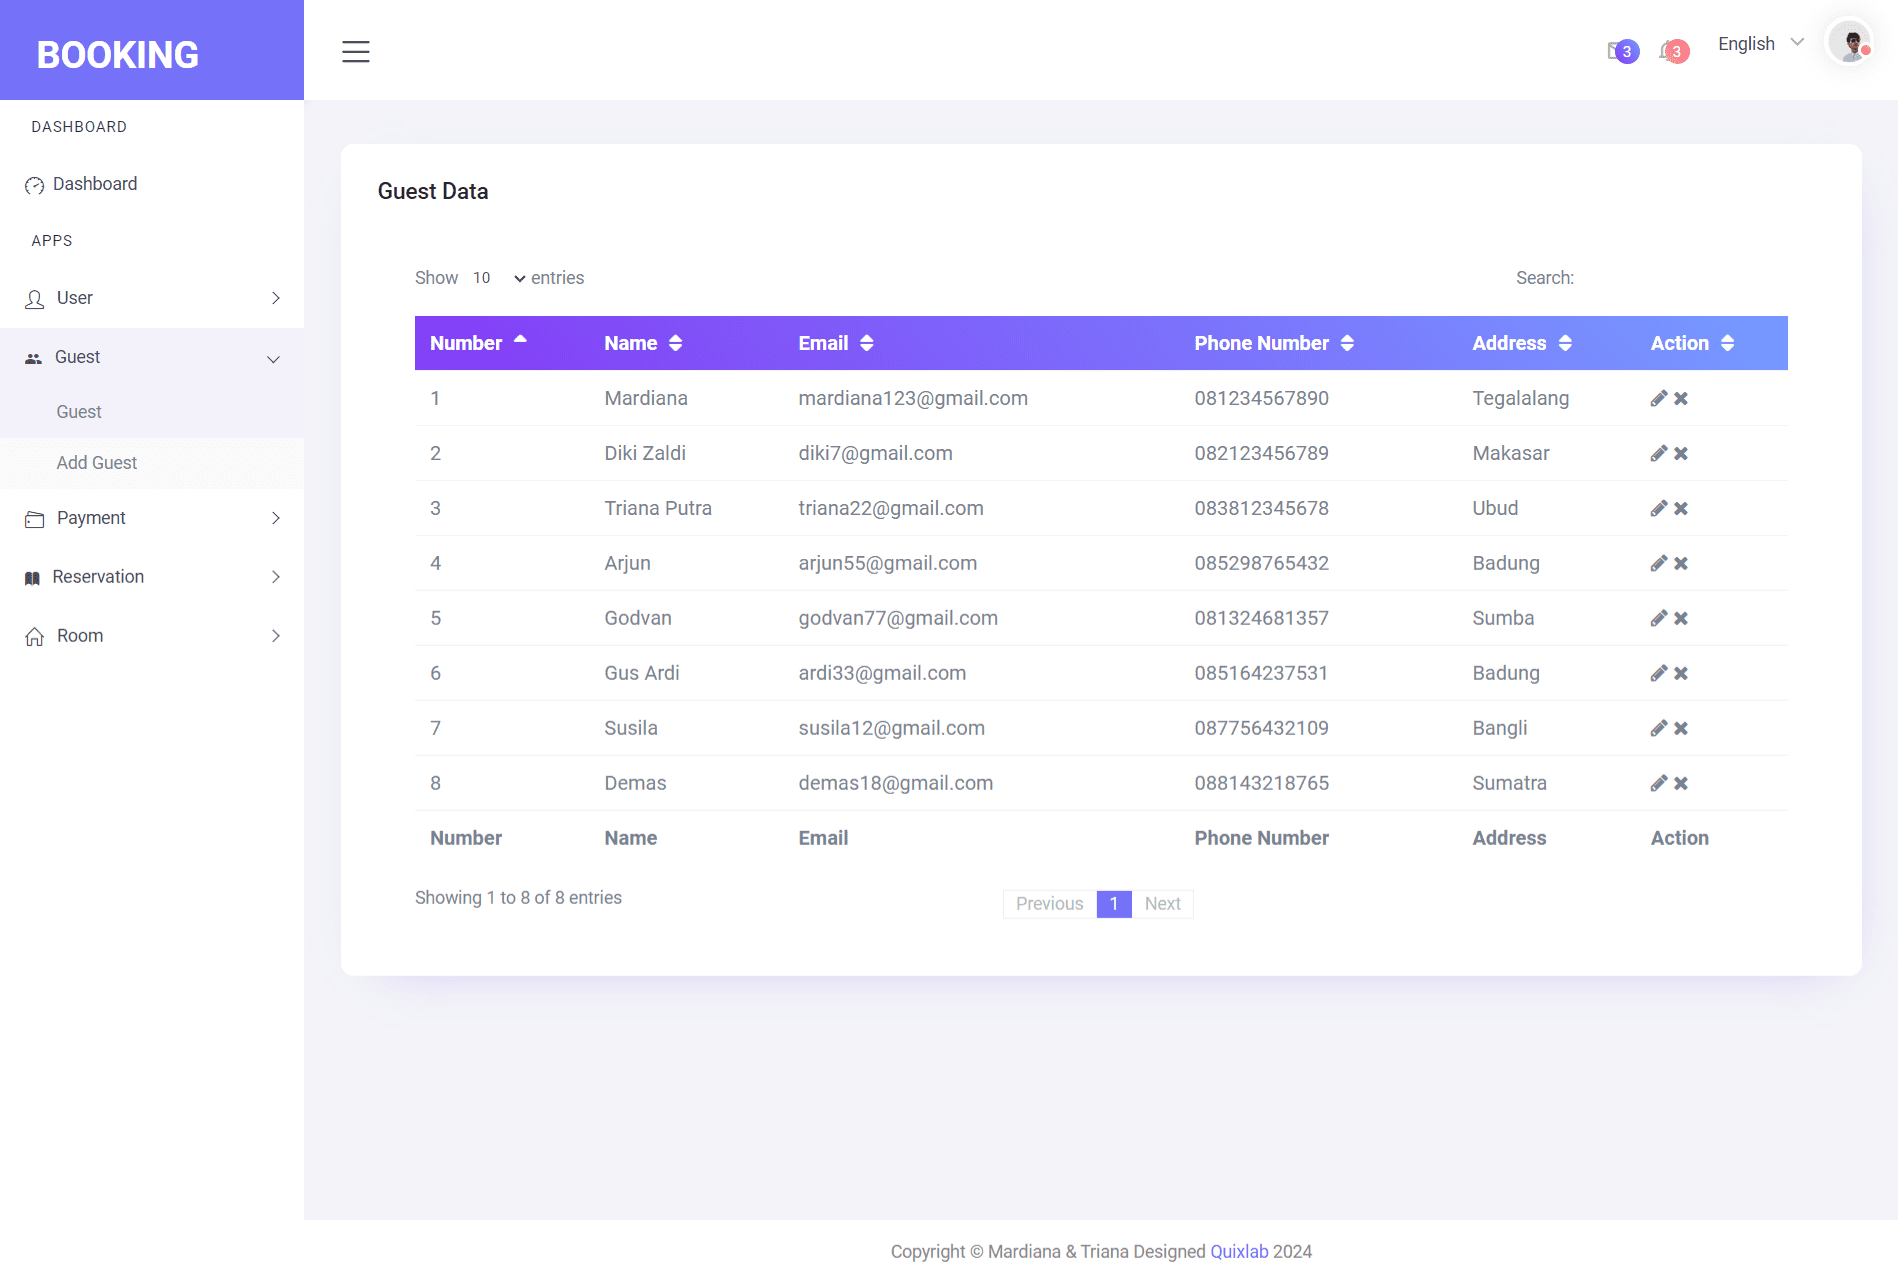 BOOKING
3
3
English
DASHBOARD
Dashboard
APPS
User
Guest
Guest
Add Guest
Payment
Reservation
Room
Guest Data
Show 10 entries
Search:
Number Name Email Phone Number Address Action
1 Mardiana mardiana123@gmail.com 081234567890 Tegalalang
2 Diki Zaldi diki7@gmail.com 082123456789 Makasar
3 Triana Putra triana22@gmail.com 083812345678 Ubud
4 Arjun arjun55@gmail.com 085298765432 Badung
5 Godvan godvan77@gmail.com 081324681357 Sumba
6 Gus Ardi ardi33@gmail.com 085164237531 Badung
7 Susila susila12@gmail.com 087756432109 Bangli
8 Demas demas18@gmail.com 088143218765 Sumatra
Number Name Email Phone Number Address Action
Showing 1 to 8 of 8 entries
Previous 1 Next
Copyright © Mardiana & Triana Designed Quixlab 2024